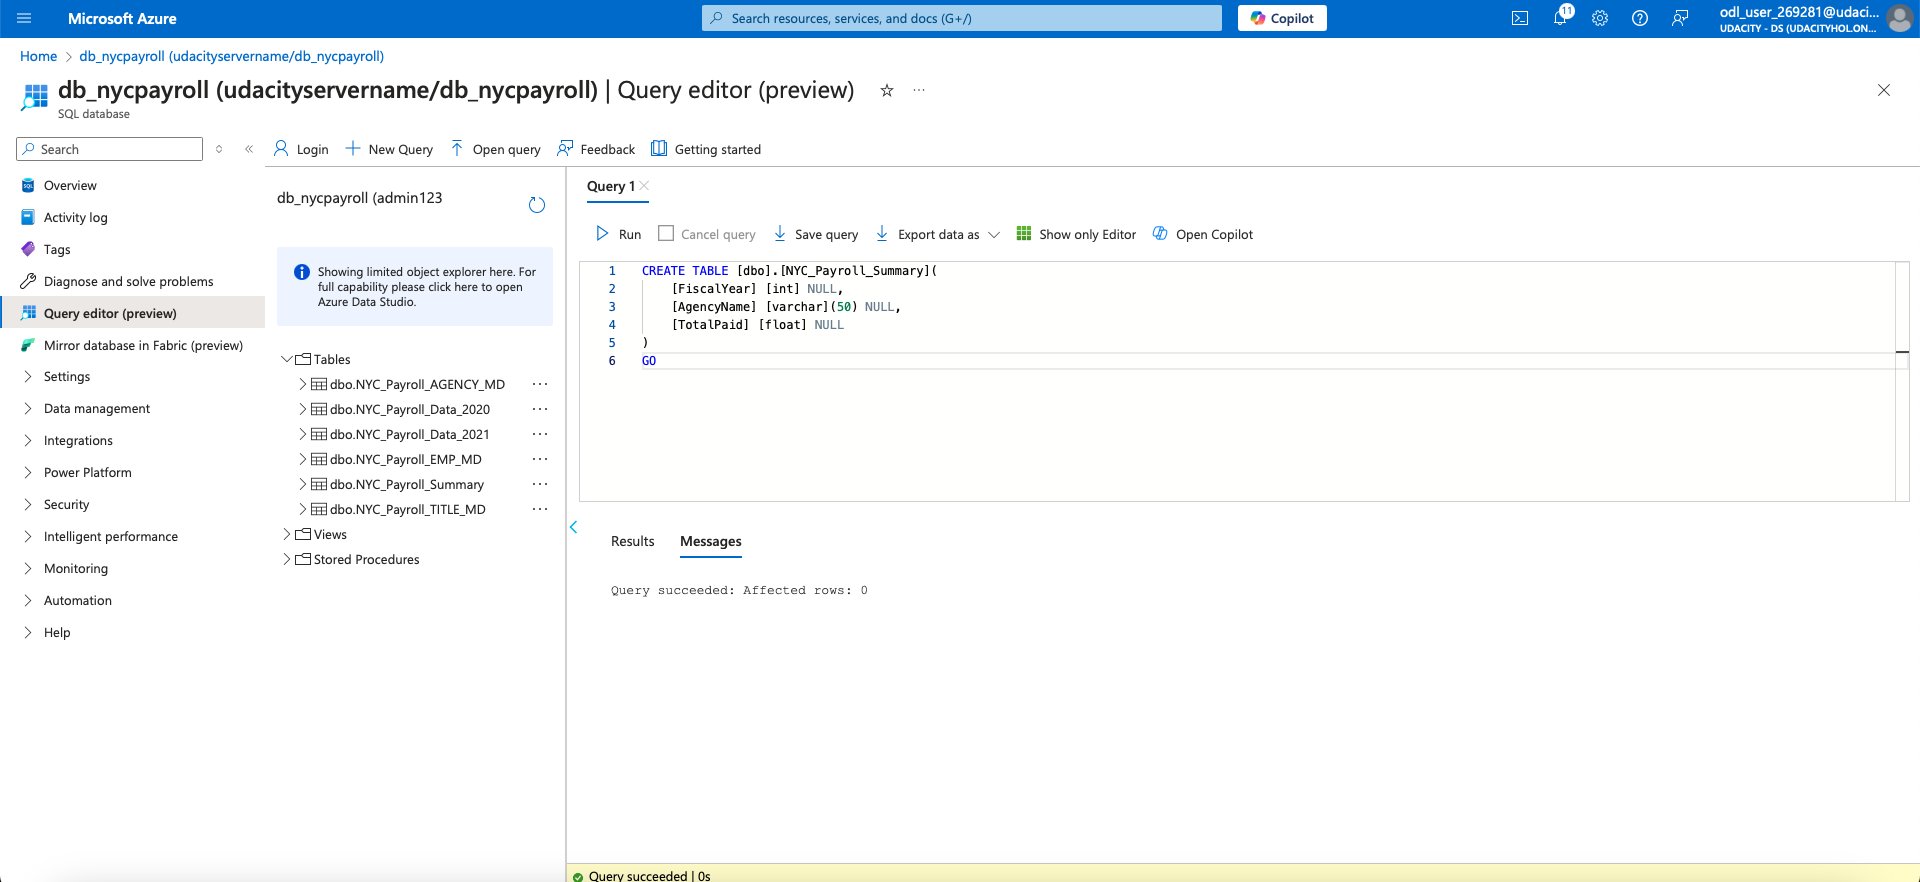 Microsoft Azure
Search resources, services, and docs (G+/)
Copilot
11
odl_user_269281@udaci...
UDACITY - DS (UDACITYHOL.ON...
Home > db_nycpayroll (udacityservername/db_nycpayroll)
db_nycpayroll (udacityservername/db_nycpayroll) | Query editor (preview)
SQL database
Search
Overview
Activity log
Tags
Diagnose and solve problems
Query editor (preview)
Mirror database in Fabric (preview)
Settings
Data management
Integrations
Power Platform
Security
Intelligent performance
Monitoring
Automation
Help
Login
New Query
Open query
Feedback
Getting started
db_nycpayroll (admin123
Showing limited object explorer here. For
full capability please click here to open
Azure Data Studio.
Tables
dbo.NYC_Payroll_AGENCY_MD
dbo.NYC_Payroll_Data_2020
dbo.NYC_Payroll_Data_2021
dbo.NYC_Payroll_EMP_MD
dbo.NYC_Payroll_Summary
dbo.NYC_Payroll_TITLE_MD
Views
Stored Procedures
Query 1
Run
Cancel query
Save query
Export data as
Show only Editor
Open Copilot
1 CREATE TABLE [dbo].[NYC_Payroll_Summary](
2 [FiscalYear] [int] NULL,
3 [AgencyName] [varchar](50) NULL,
4 [TotalPaid] [float] NULL
5 )
6 GO
Results
Messages
Query succeeded: Affected rows: 0
Query succeeded | 0s